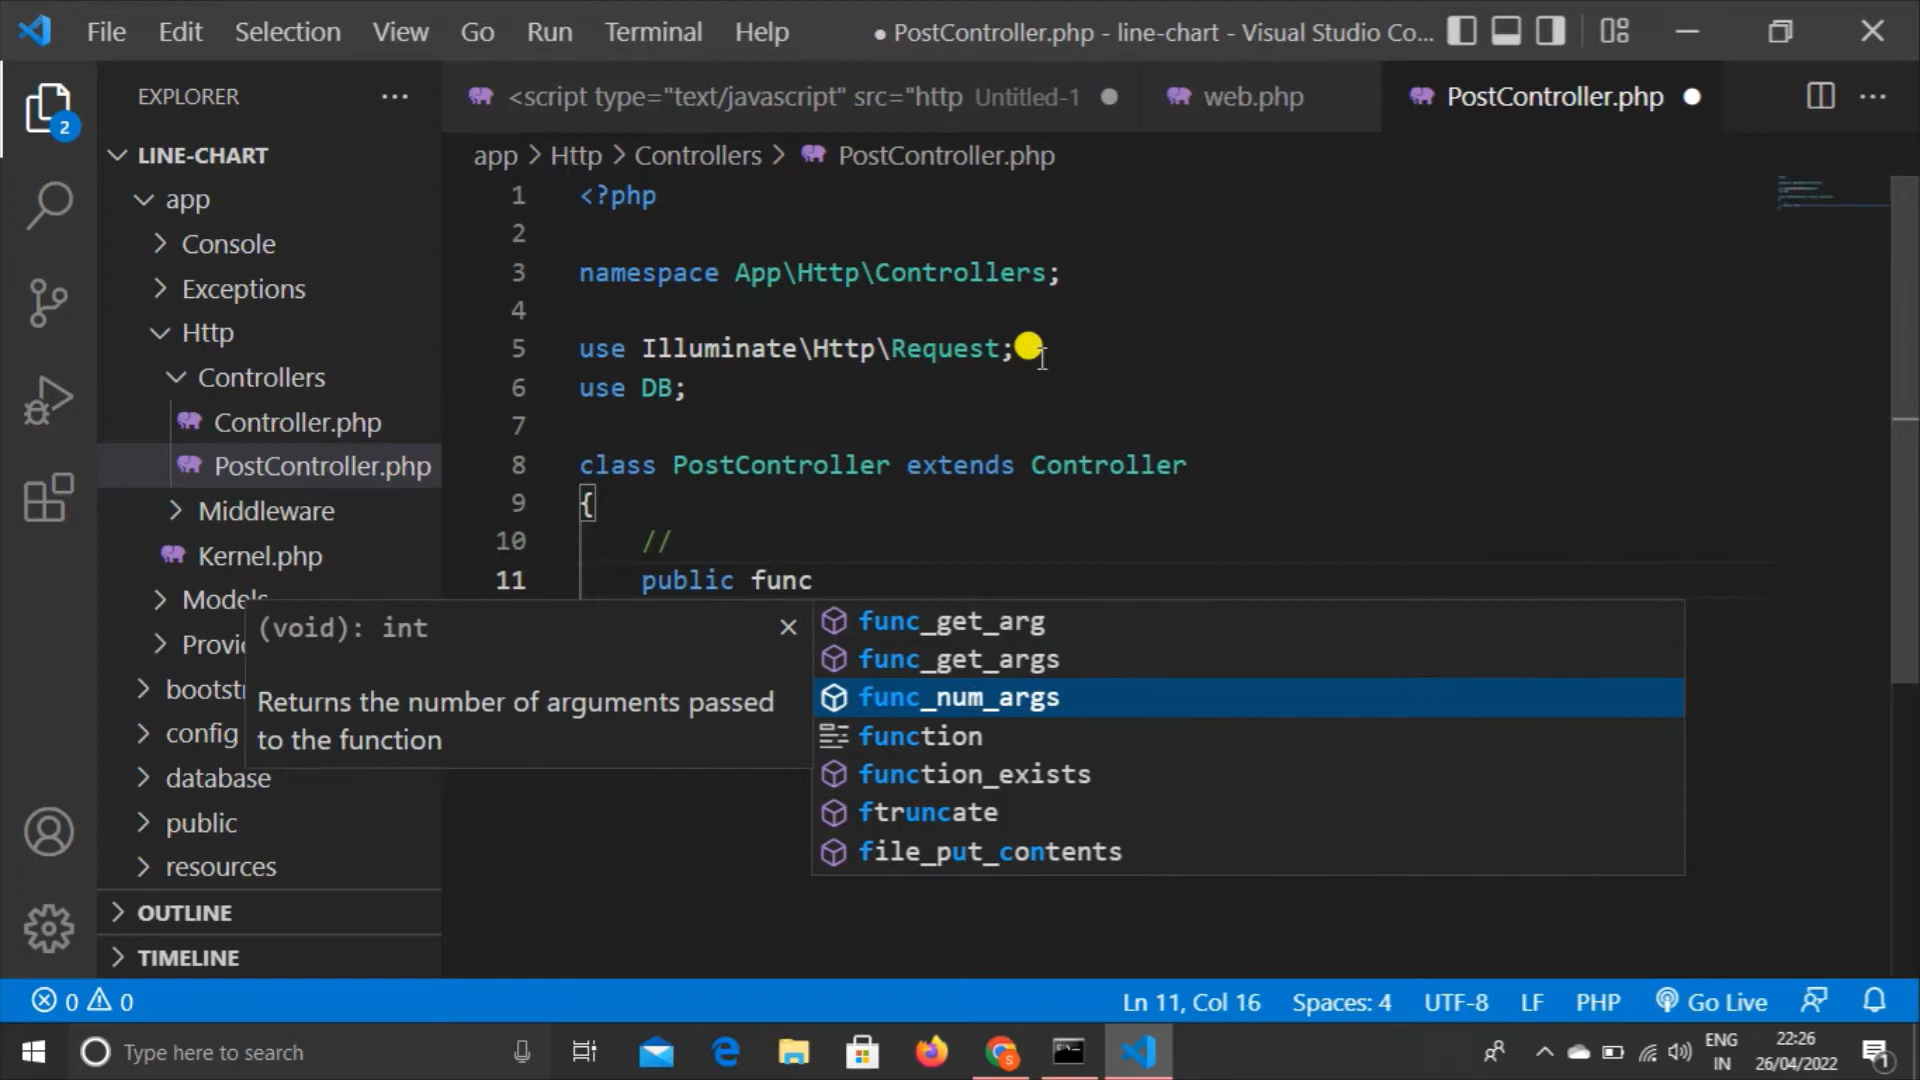 File Edit Selection View Go Run Terminal Help ● PostController.php - line-chart - Visual Studio Co...
EXPLORER ...
<script type="text/javascript" src="http Untitled-1 web.php PostController.php
2
LINE-CHART
app
Console
Exceptions
Http
Controllers
Controller.php
PostController.php
Middleware
Kernel.php
Models
Provi
bootst
config
database
public
resources
OUTLINE
TIMELINE
app > Http > Controllers > PostController.php
1 <?php
2
3 namespace App\Http\Controllers;
4
5 use Illuminate\Http\Request;
6 use DB;
7
8 class PostController extends Controller
9 {
10 //
11 public func
(void): int
Returns the number of arguments passed
to the function
func_get_arg
func_get_args
func_num_args
function
function_exists
ftruncate
file_put_contents
0 0 Ln 11, Col 16 Spaces: 4 UTF-8 LF PHP Go Live
Type here to search
ENG
IN
22:26
26/04/2022
1